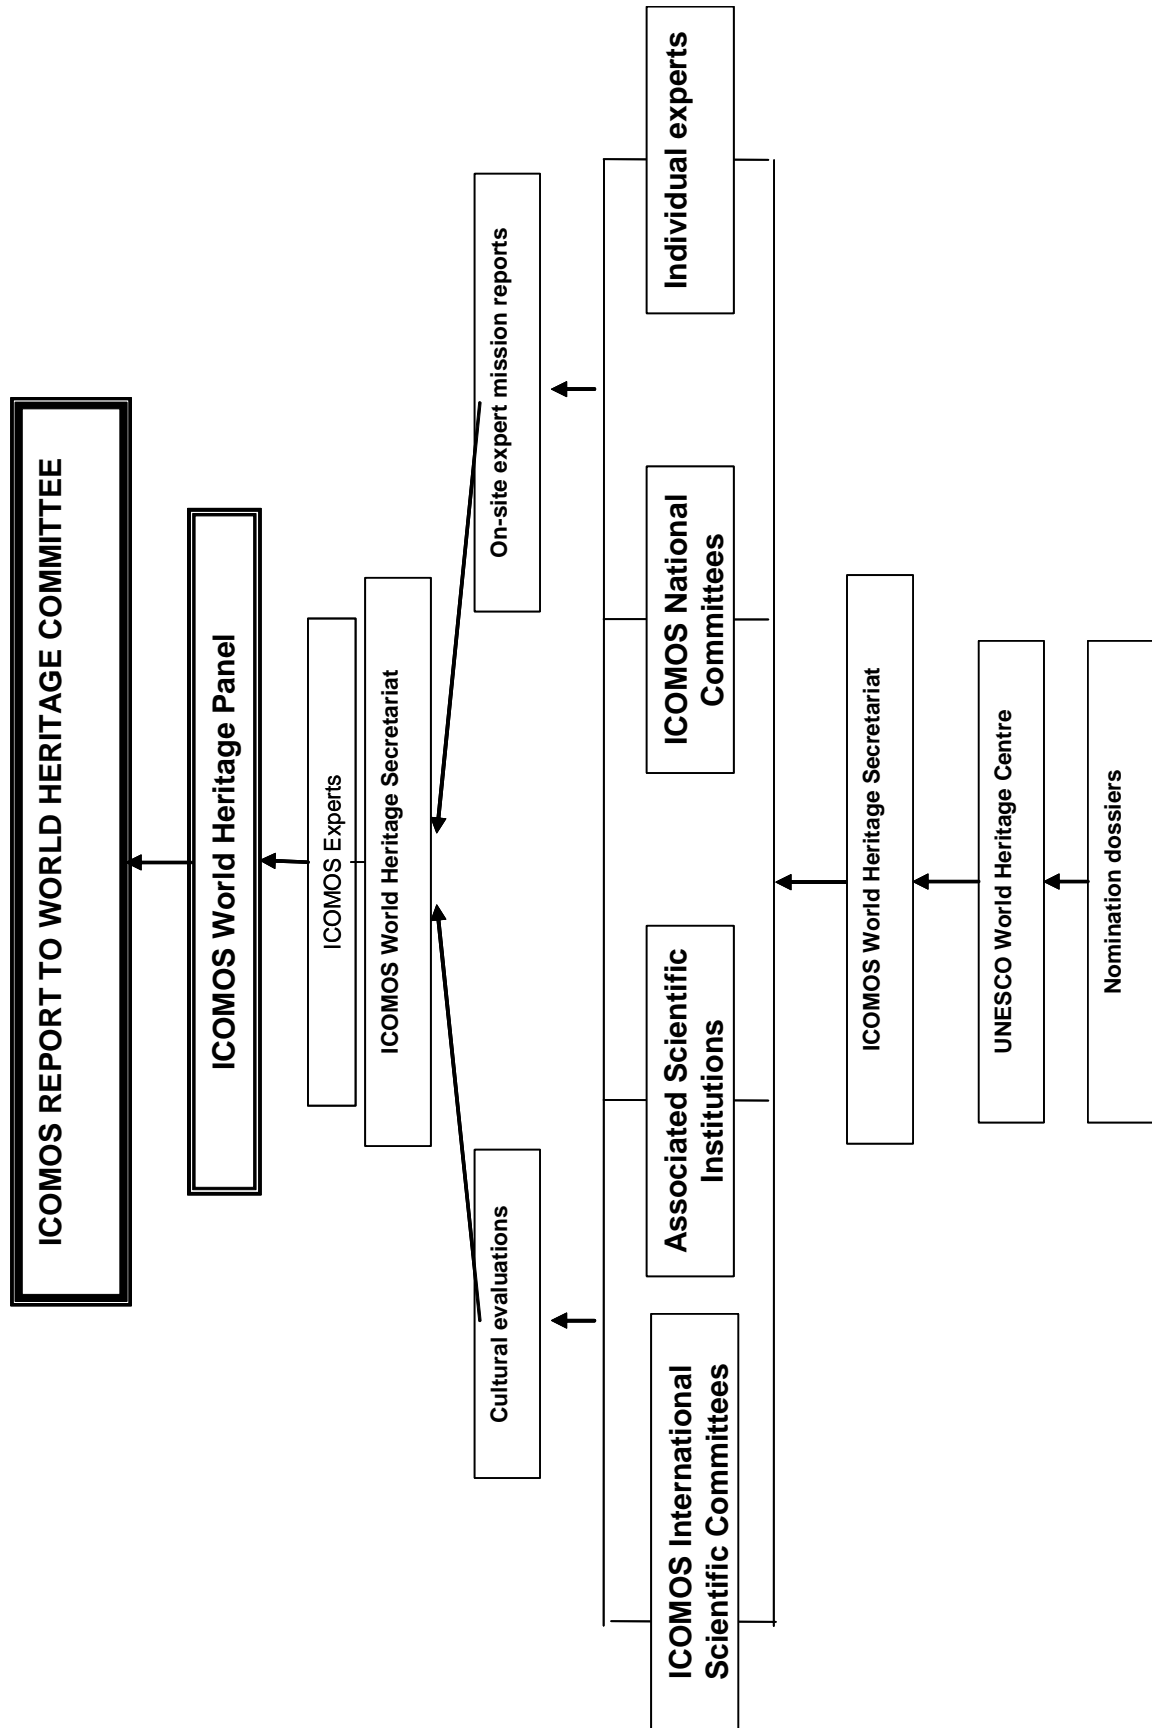 ICOMOS REPORT TO WORLD HERITAGE COMMITTEE
ICOMOS World Heritage Panel
ICOMOS Experts
ICOMOS World Heritage Secretariat
Cultural evaluations
On-site expert mission reports
ICOMOS International
Scientific Committees
Associated Scientific
Institutions
ICOMOS National
Committees
Individual experts
ICOMOS World Heritage Secretariat
UNESCO World Heritage Centre
Nomination dossiers